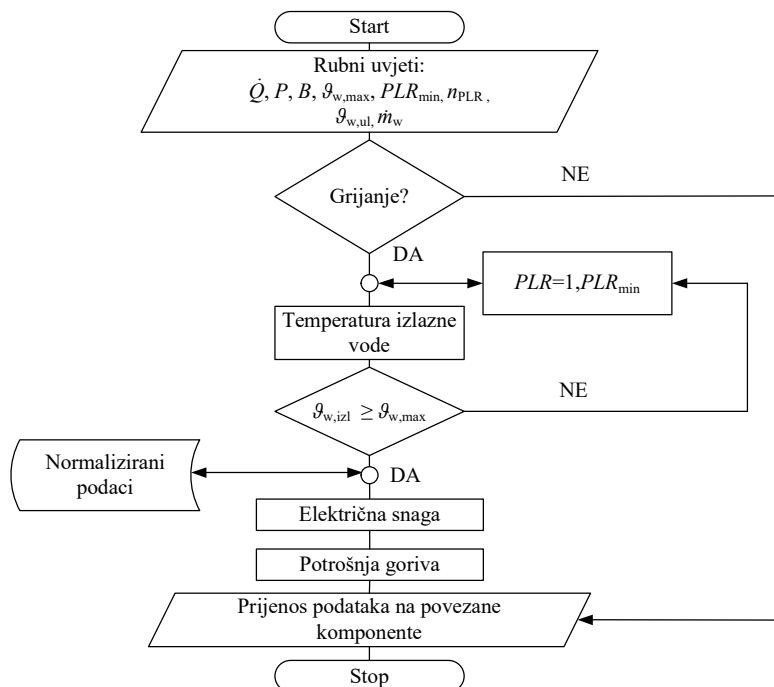 Start
Rubni uvjeti:
Q̇, P, B, ϑw,max, PLRmin, nPLR ,
ϑw,ul, ṁw
Grijanje?
NE
DA
PLR=1,PLRmin
Temperatura izlazne
vode
ϑw,izl ≥ ϑw,max
NE
Normalizirani
podaci
DA
Električna snaga
Potrošnja goriva
Prijenos podataka na povezane
komponente
Stop